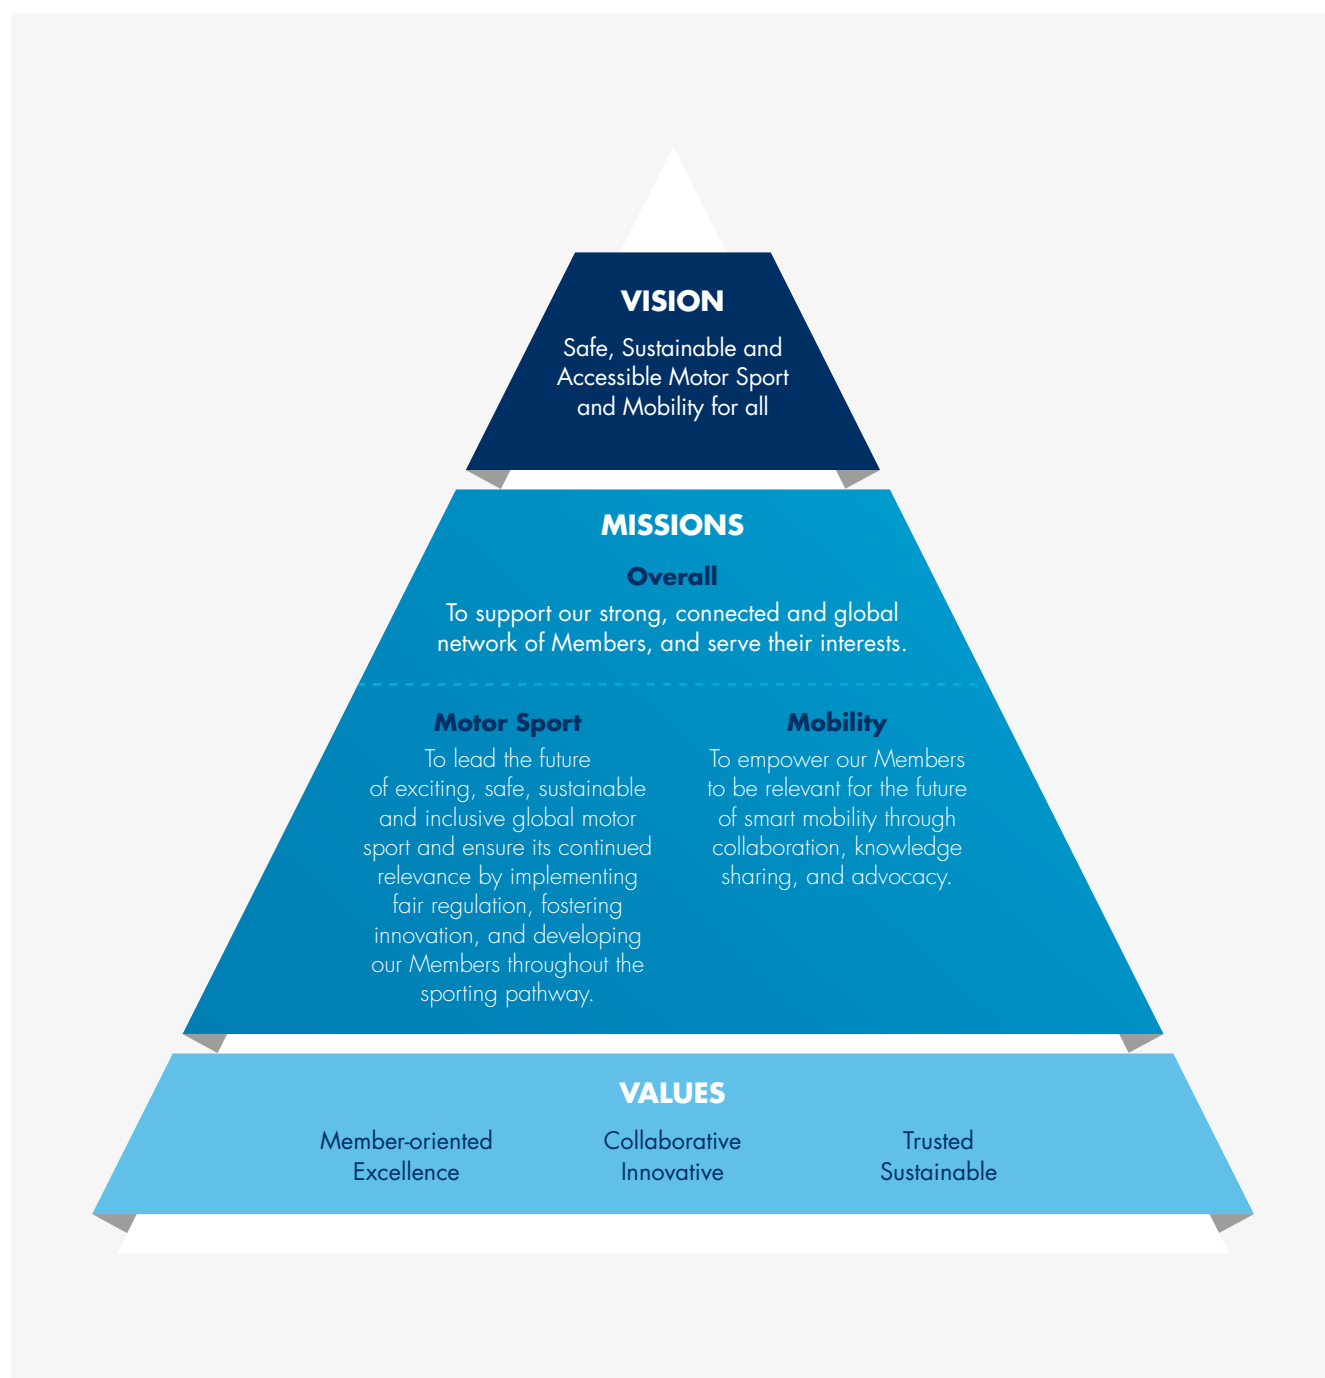 VISION
Safe, Sustainable and
Accessible Motor Sport
and Mobility for all
MISSIONS
Overall
To support our strong, connected and global
network of Members, and serve their interests.
Motor Sport
To lead the future
of exciting, safe, sustainable
and inclusive global motor
sport and ensure its continued
relevance by implementing
fair regulation, fostering
innovation, and developing
our Members throughout the
sporting pathway.
Mobility
To empower our Members
to be relevant for the future
of smart mobility through
collaboration, knowledge
sharing, and advocacy.
VALUES
Member-oriented
Excellence
Collaborative
Innovative
Trusted
Sustainable